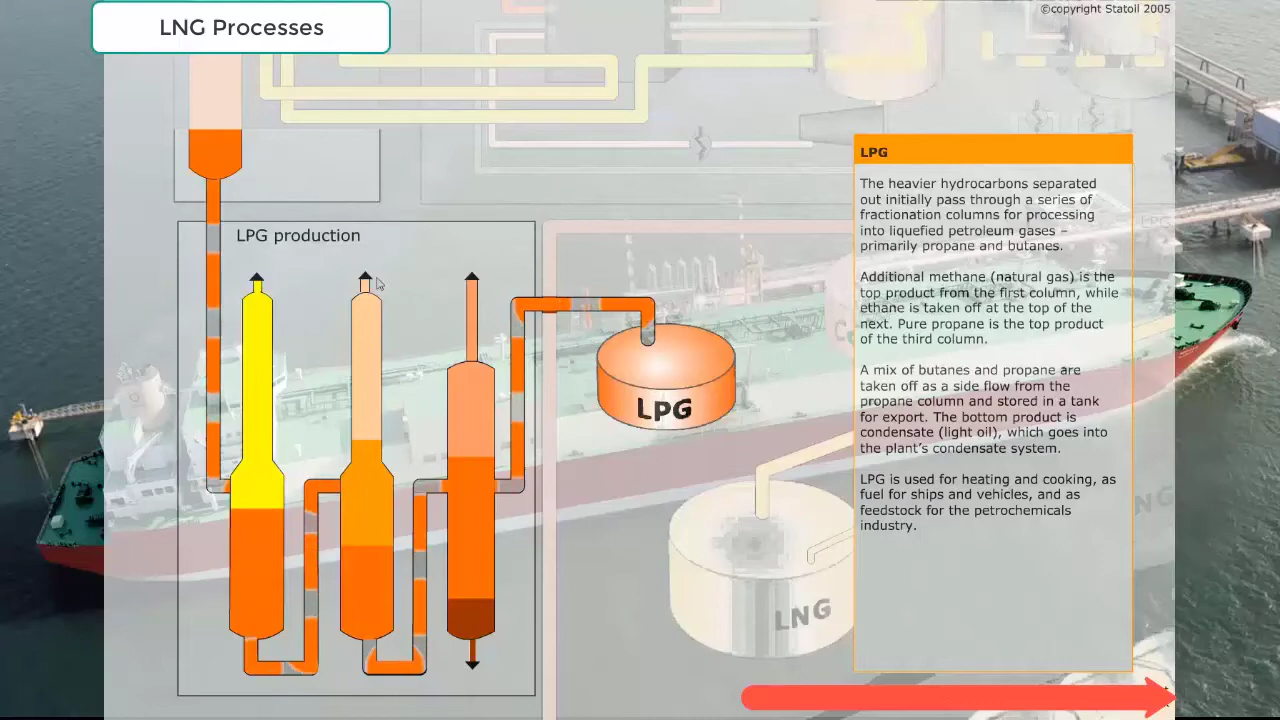 LNG Processes
©copyright Statoil 2005
LPG production
LPG
LNG
LPG
The heavier hydrocarbons separated
out initially pass through a series of
fractionation columns for processing
into liquefied petroleum gases –
primarily propane and butanes.
Additional methane (natural gas) is the
top product from the first column, while
ethane is taken off at the top of the
next. Pure propane is the top product
of the third column.
A mix of butanes and propane are
taken off as a side flow from the
propane column and stored in a tank
for export. The bottom product is
condensate (light oil), which goes into
the plant's condensate system.
LPG is used for heating and cooking, as
fuel for ships and vehicles, and as
feedstock for the petrochemicals
industry.